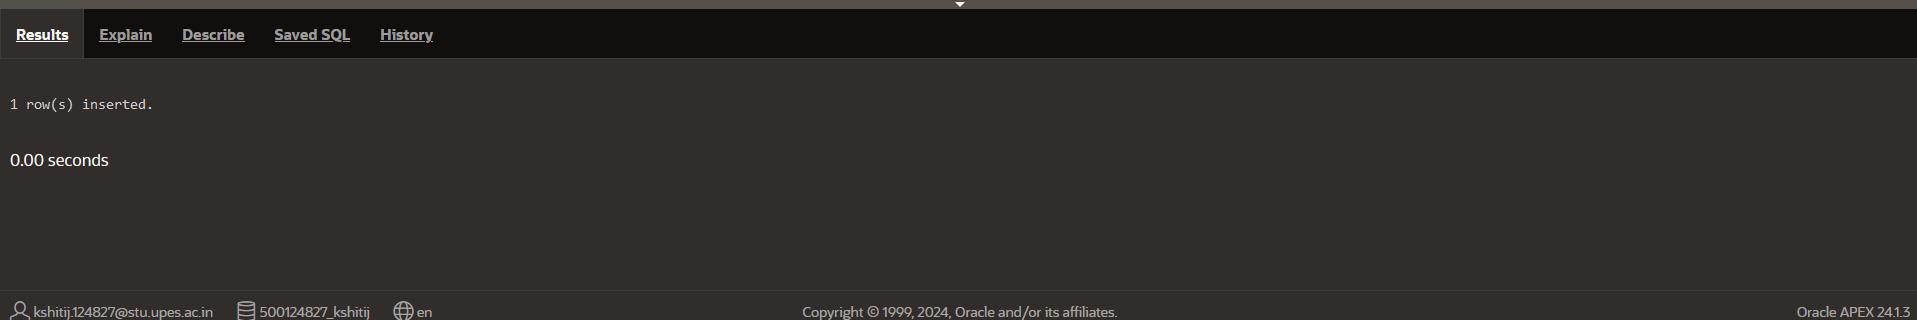 Results Explain Describe Saved SQL History
1 row(s) inserted.
0.00 seconds
kshitij.124827@stu.upes.ac.in 500124827_kshitij en Copyright © 1999, 2024, Oracle and/or its affiliates. Oracle APEX 24.1.3